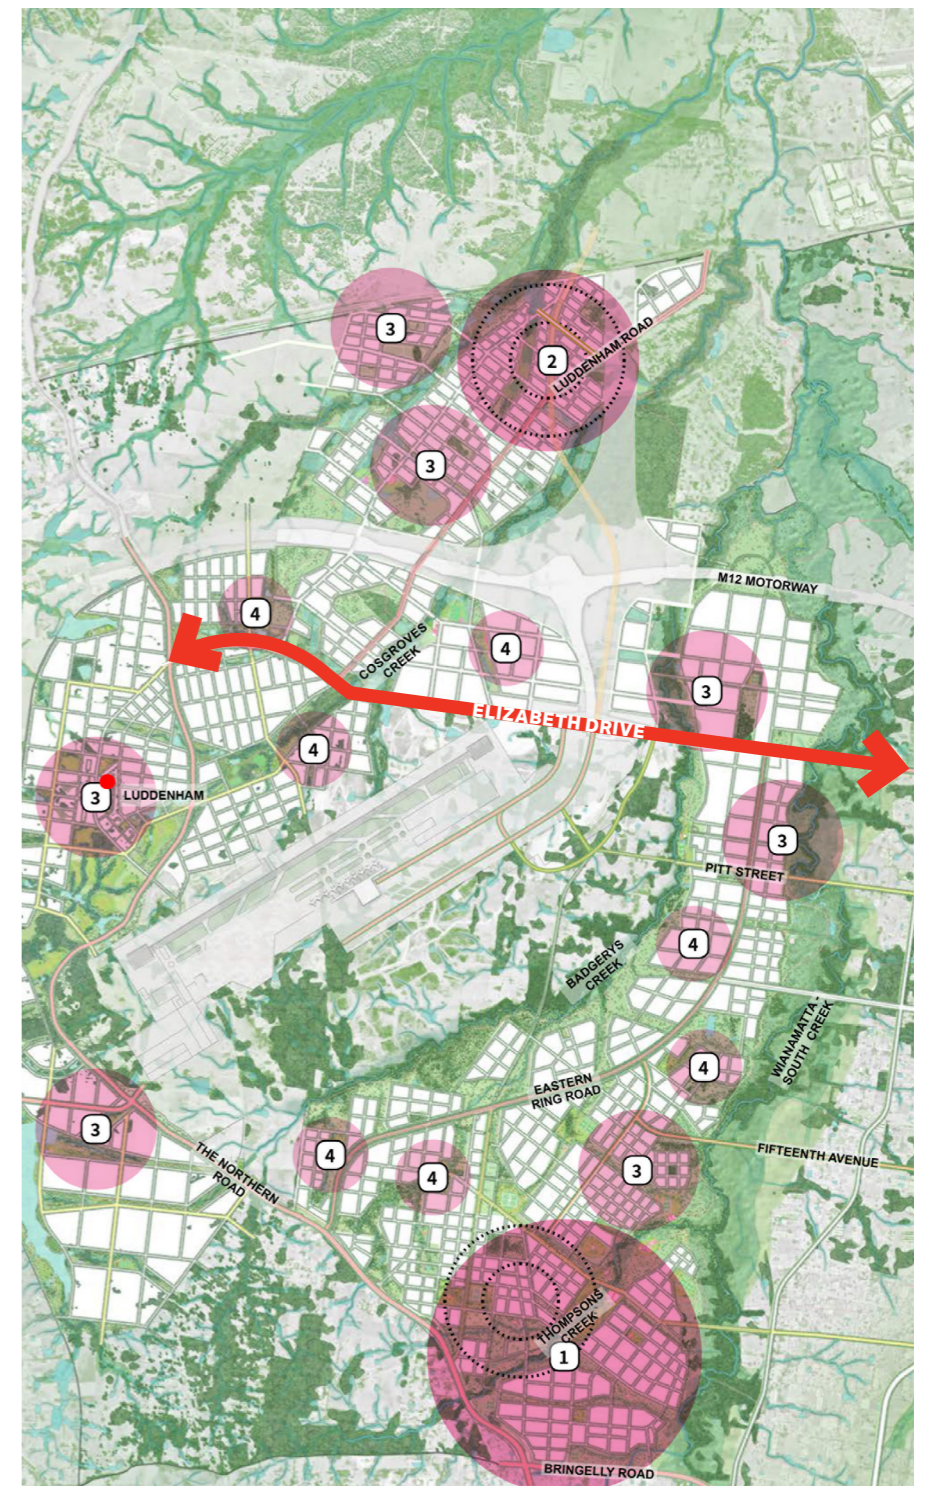 3
2
LUDDENHAM ROAD
3
M12 MOTORWAY
4
COSGROVES
CREEK
4
3
ELIZABETH DRIVE
4
3
LUDDENHAM
3
PITT STREET
4
BADGERYS
CREEK
WIANAMATTA -
SOUTH CREEK
4
EASTERN
RING ROAD
3
THE NORTHERN
ROAD
4
4
3
FIFTEENTH AVENUE
THOMPSONS
CREEK
1
BRINGELLY ROAD